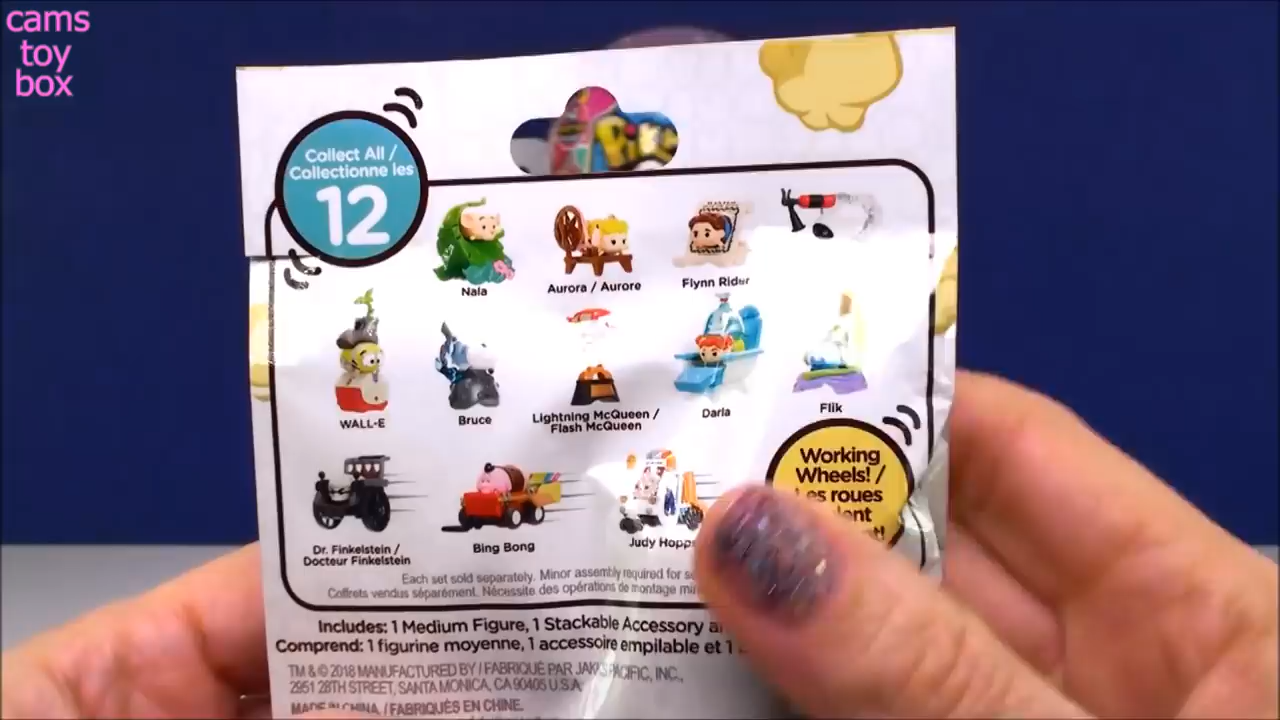 cams
toy
box
Collect All /
Collectionne les
12
Nala
Aurora / Aurore
Flynn Rider
WALL-E
Bruce
Lightning McQueen /
Flash McQueen
Darla
Flik
Working
Wheels! /
Les roues
Dr. Finkelstein /
Docteur Finkelstein
Bing Bong
Judy Hopps
Each set sold separately. Minor assembly required for
Coffrets vendus séparément. Nécessite des opérations de montage
Includes: 1 Medium Figure, 1 Stackable Accessory
Comprend: 1 figurine moyenne, 1 accessoire empilable et 1
TM & © 2018 MANUFACTURED BY / FABRIQUÉ PAR JAKKS PACIFIC, INC.,
2951 28TH STREET, SANTA MONICA, CA 90405 U.S.A.
MADE IN CHINA. / FABRIQUÉS EN CHINE.